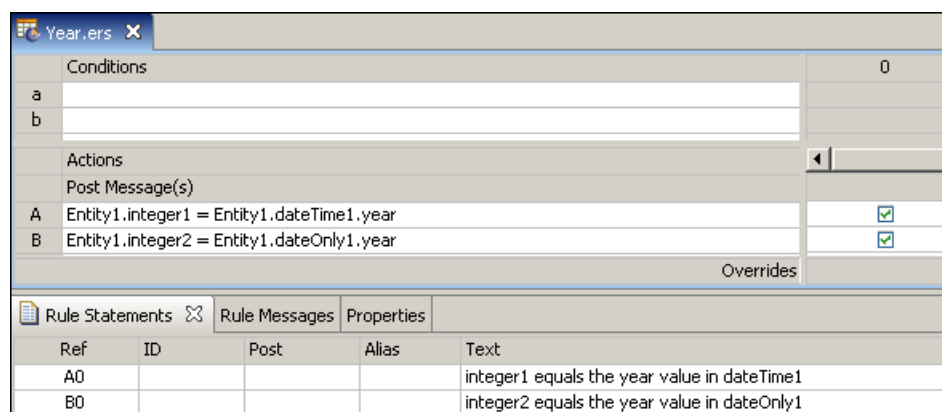 Year.ers
Conditions 0
a
b
Actions
Post Message(s)
A Entity1.integer1 = Entity1.dateTime1.year
B Entity1.integer2 = Entity1.dateOnly1.year
Overrides
Rule Statements Rule Messages Properties
Ref ID Post Alias Text
A0 integer1 equals the year value in dateTime1
B0 integer2 equals the year value in dateOnly1